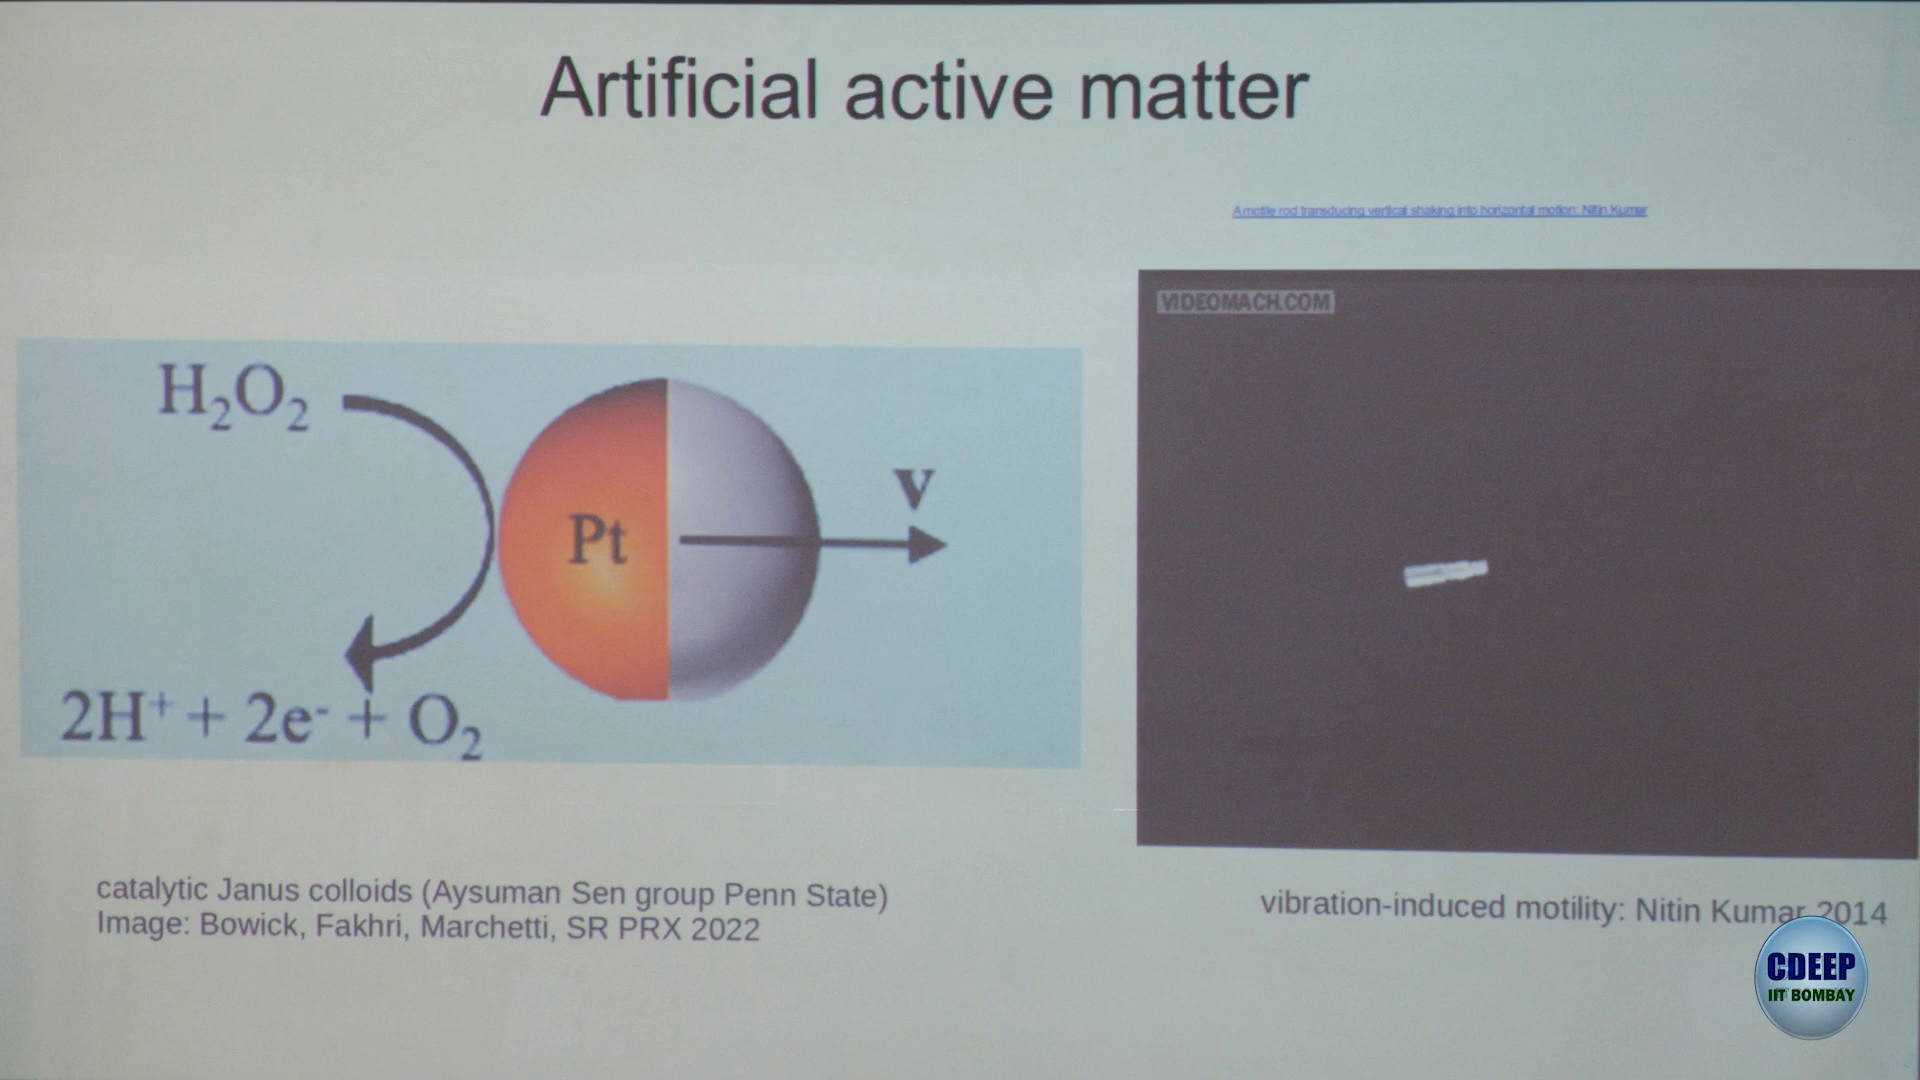 Artificial active matter
A motile rod transducing vertical shaking into horizontal motion: Nitin Kumar
VIDEOMACH.COM
H₂O₂
Pt
v
2H⁺ + 2e⁻ + O₂
catalytic Janus colloids (Aysuman Sen group Penn State)
Image: Bowick, Fakhri, Marchetti, SR PRX 2022
vibration-induced motility: Nitin Kumar 2014
CDEEP
IIT BOMBAY